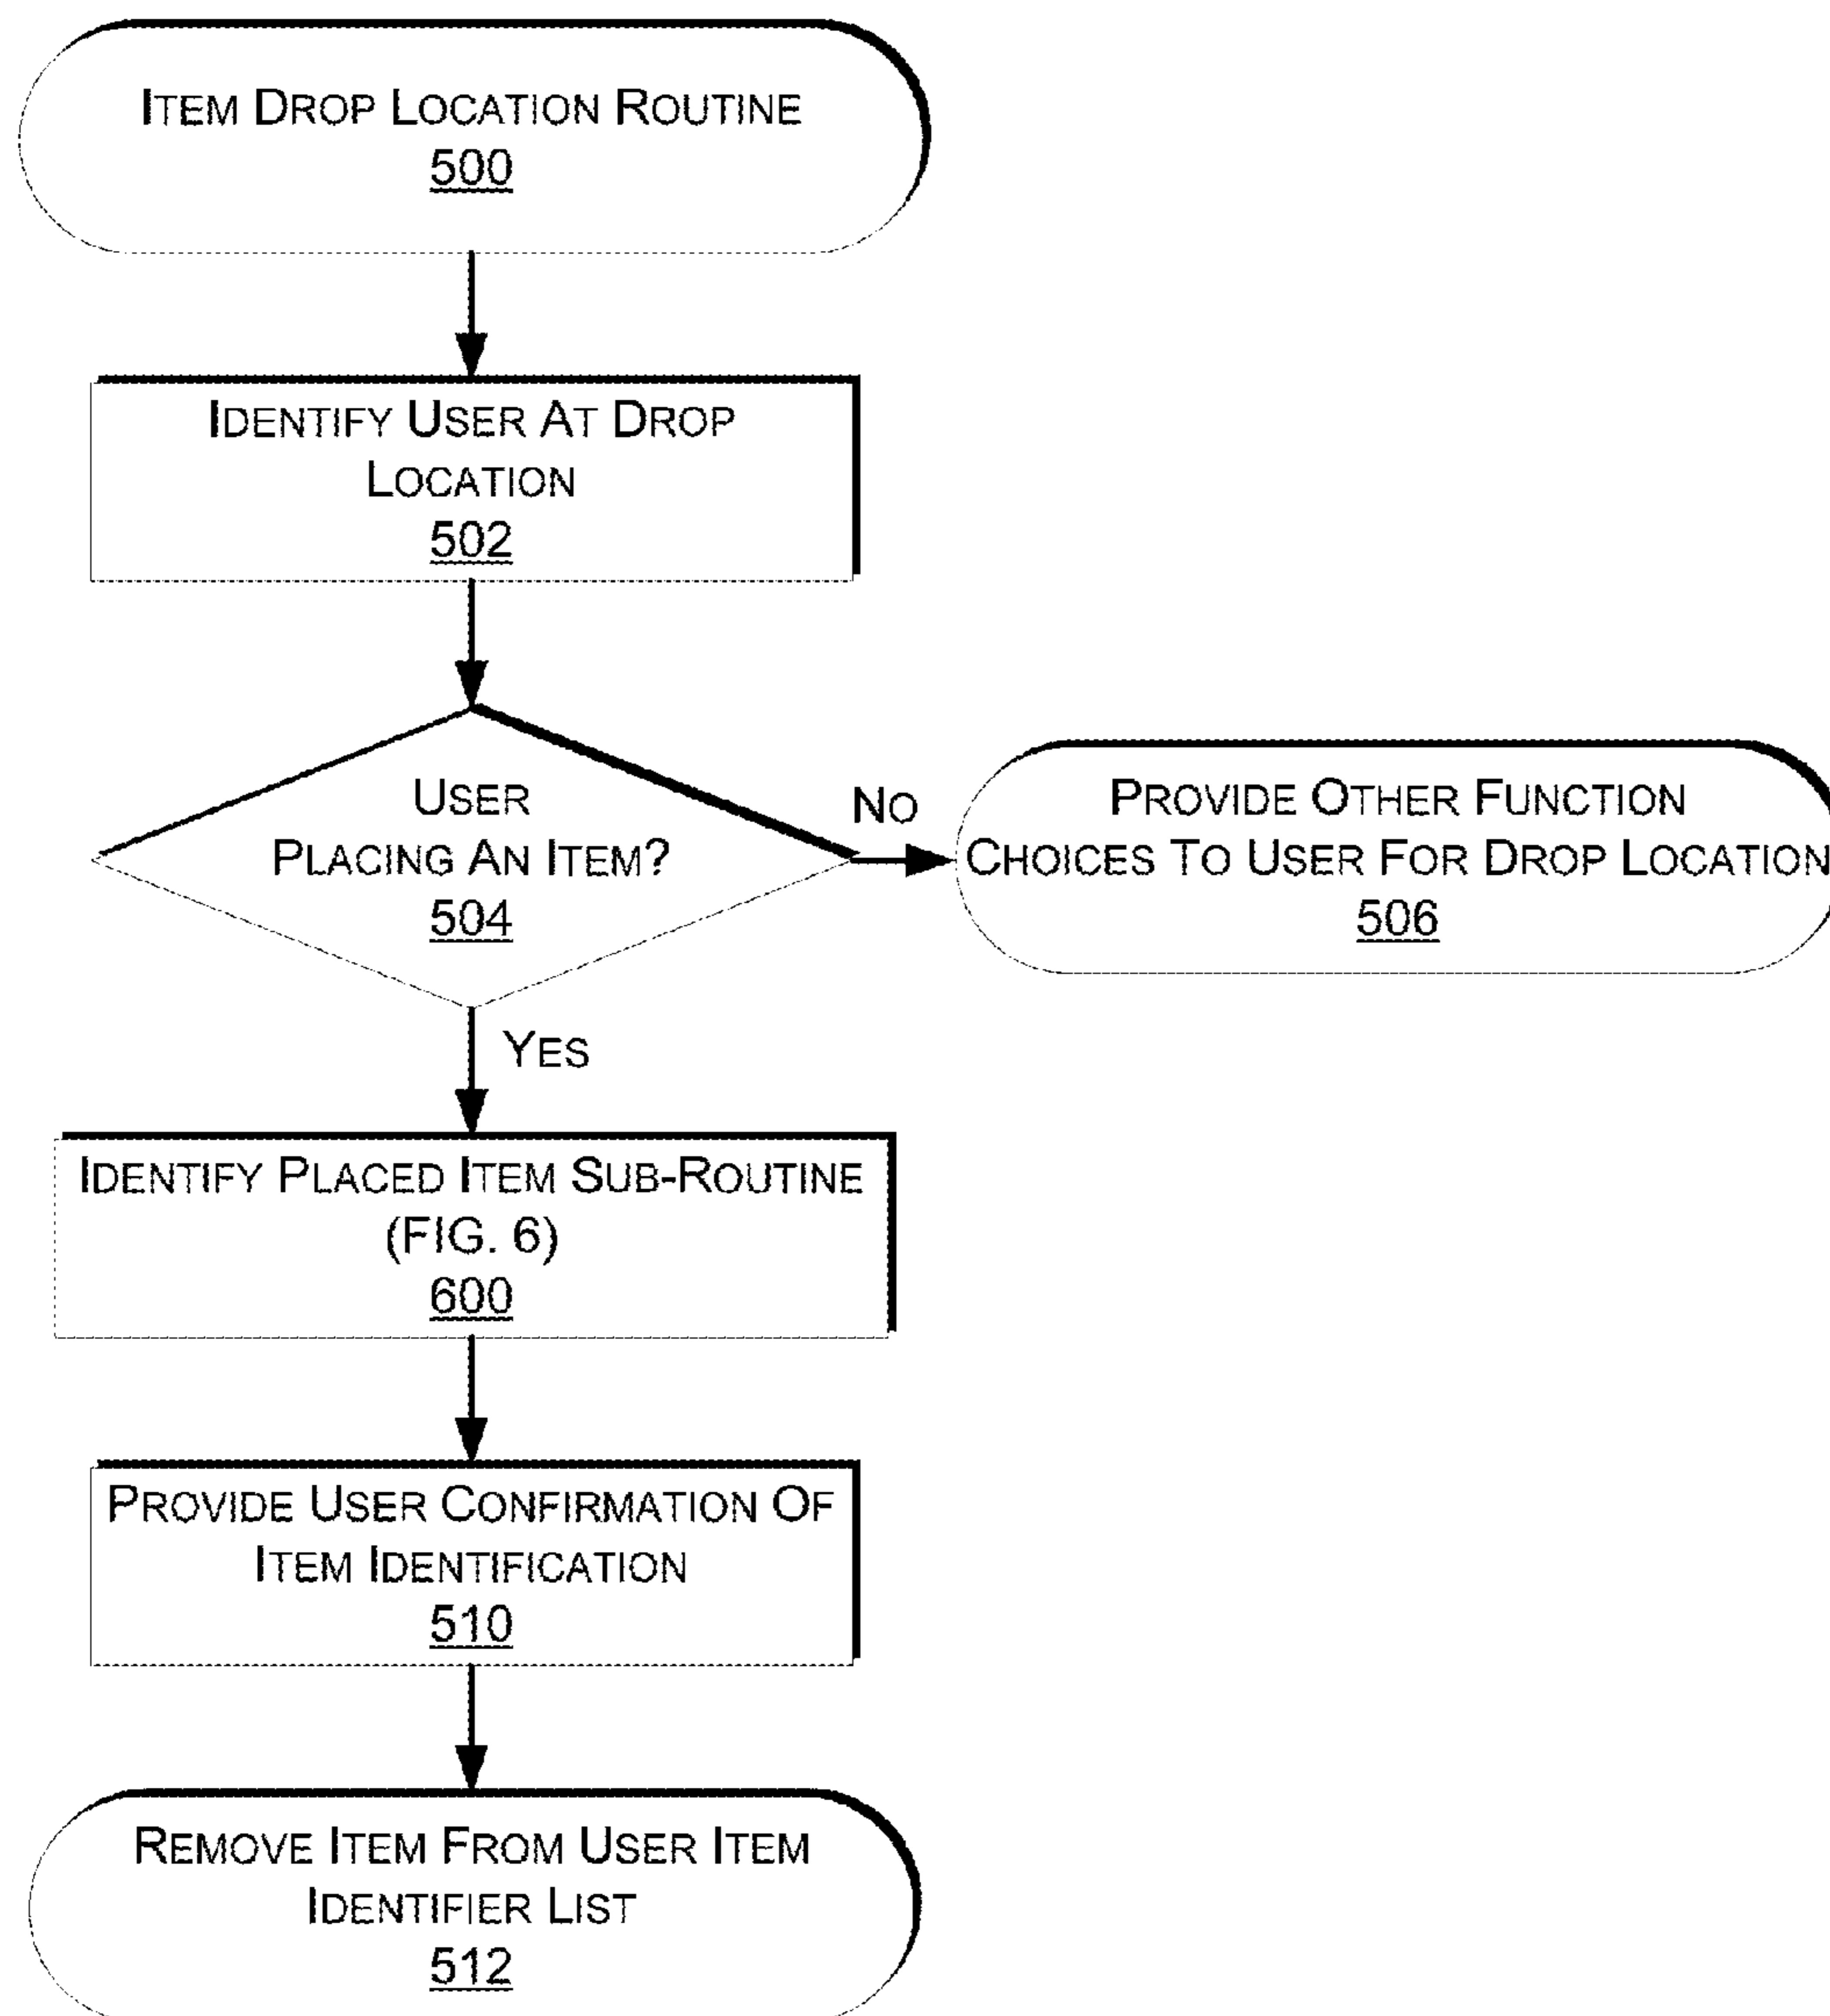 ITEM DROP LOCATION ROUTINE
500
IDENTIFY USER AT DROP
LOCATION
502
USER
PLACING AN ITEM?
504
NO
PROVIDE OTHER FUNCTION
CHOICES TO USER FOR DROP LOCATION
506
YES
IDENTIFY PLACED ITEM SUB-ROUTINE
(FIG. 6)
600
PROVIDE USER CONFIRMATION OF
ITEM IDENTIFICATION
510
REMOVE ITEM FROM USER ITEM
IDENTIFIER LIST
512